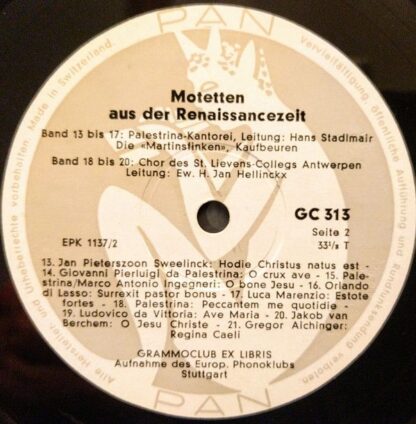 PAN
Made in Switzerland.
Vervielfältigung, öffentlichen Aufführung und Rundfunksendung verboten.
Alle Hersteller- und Urheberrechte vorbehalten.
Motetten
aus der Renaissancezeit
Band 13 bis 17: Palestrina-Kantorei, Leitung: Hans Stadlmair
Die «Martinsfinken», Kaufbeuren
Band 18 bis 20: Chor des St. Lievens-Collegs Antwerpen
Leitung: Ew. H. Jan Hellinckx
GC 313
Seite 2
EPK 1137/2
33⅓ T
13. Jan Pieterszoon Sweelinck: Hodie Christus natus est -
14. Giovanni Pierluigi da Palestrina: O crux ave - 15. Pale-
strina/Marco Antonio Ingegneri: O bone Jesu - 16. Orlando
di Lasso: Surrexit pastor bonus - 17. Luca Marenzio: Estote
fortes - 18. Palestrina: Peccantem me quotidie -
19. Ludovico da Vittoria: Ave Maria - 20. Jakob van
Berchem: O Jesu Christe - 21. Gregor Aichinger:
Regina Caeli
GRAMMOCLUB EX LIBRIS
Aufnahme des Europ. Phonoklubs
Stuttgart
PAN